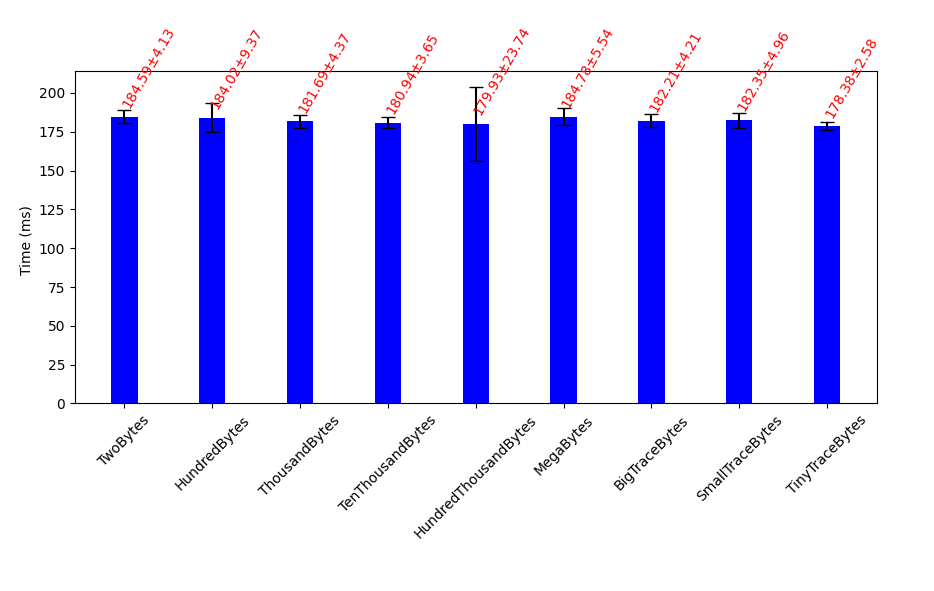 184.59±4.13
184.02±9.37
181.69±4.37
180.94±3.65
179.93±23.74
184.78±5.54
182.21±4.21
182.35±4.96
178.38±2.58
Time (ms)
200
175
150
125
100
75
50
25
0
TwoBytes
HundredBytes
ThousandBytes
TenThousandBytes
HundredThousandBytes
MegaBytes
BigTraceBytes
SmallTraceBytes
TinyTraceBytes